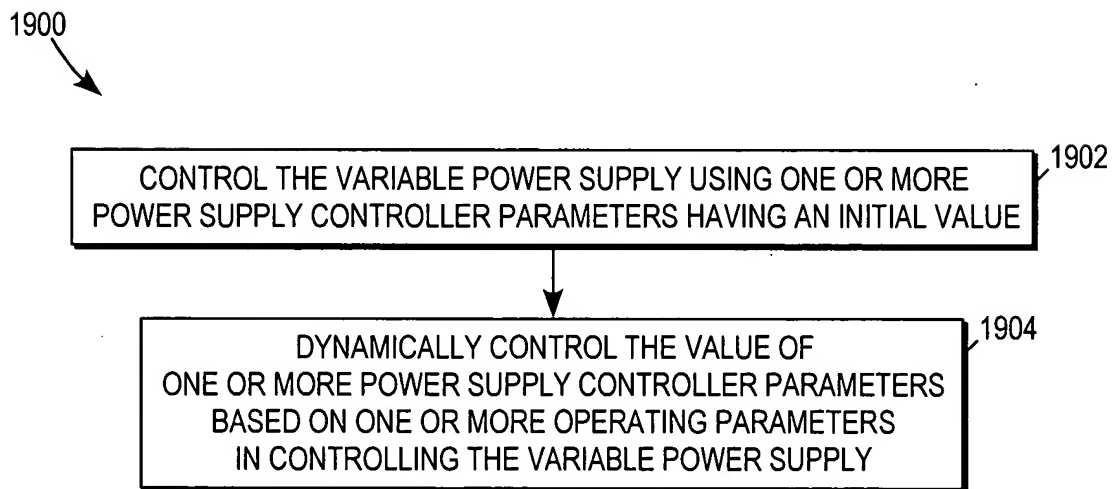 1900
1902
CONTROL THE VARIABLE POWER SUPPLY USING ONE OR MORE
POWER SUPPLY CONTROLLER PARAMETERS HAVING AN INITIAL VALUE
1904
DYNAMICALLY CONTROL THE VALUE OF
ONE OR MORE POWER SUPPLY CONTROLLER PARAMETERS
BASED ON ONE OR MORE OPERATING PARAMETERS
IN CONTROLLING THE VARIABLE POWER SUPPLY